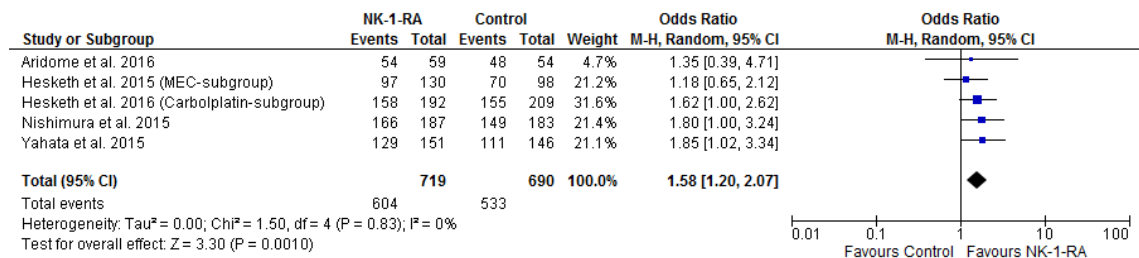 NK-1-RA Control Odds Ratio Odds Ratio
Study or Subgroup Events Total Events Total Weight M-H, Random, 95% CI M-H, Random, 95% CI
Aridome et al. 2016 54 59 48 54 4.7% 1.35 [0.39, 4.71]
Hesketh et al. 2015 (MEC-subgroup) 97 130 70 98 21.2% 1.18 [0.65, 2.12]
Hesketh et al. 2016 (Carbolplatin-subgroup) 158 192 155 209 31.6% 1.62 [1.00, 2.62]
Nishimura et al. 2015 166 187 149 183 21.4% 1.80 [1.00, 3.24]
Yahata et al. 2015 129 151 111 146 21.1% 1.85 [1.02, 3.34]
Total (95% CI) 719 690 100.0% 1.58 [1.20, 2.07]
Total events 604 533
Heterogeneity: Tau² = 0.00; Chi² = 1.50, df = 4 (P = 0.83); I² = 0%
Test for overall effect: Z = 3.30 (P = 0.0010)
0.01 0.1 1 10 100
Favours Control Favours NK-1-RA